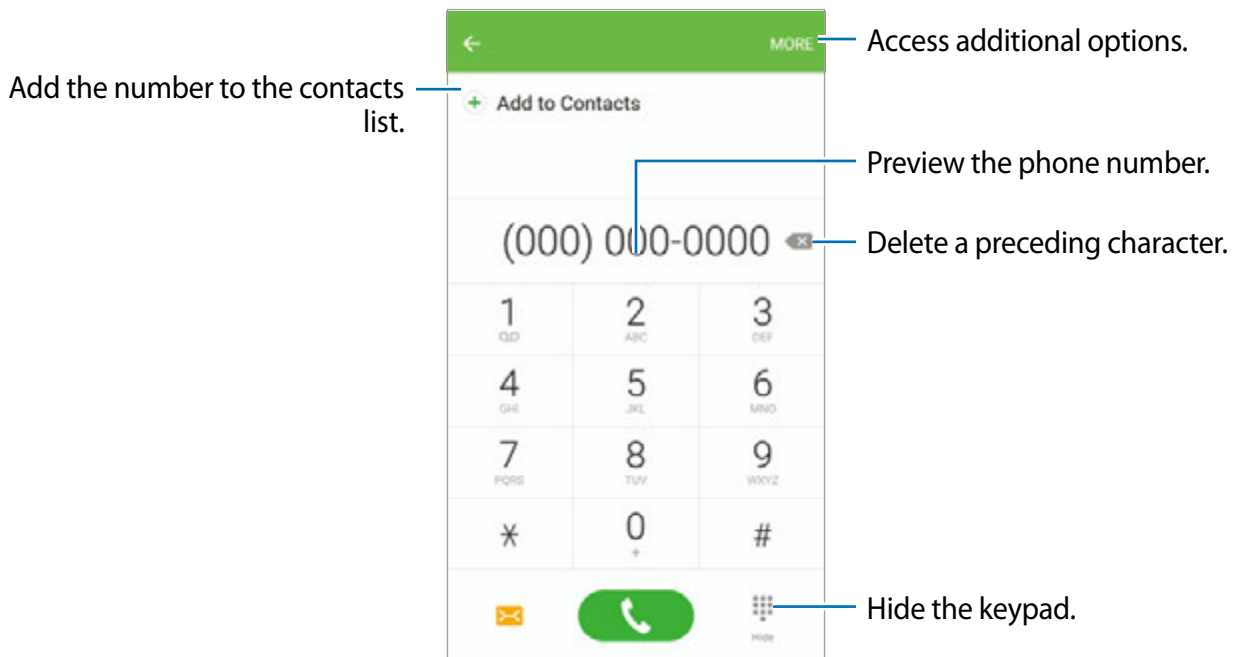 MORE
Access additional options.
Add the number to the contacts
list.
Add to Contacts
Preview the phone number.
(000) 000-0000
Delete a preceding character.
1 2 3
ABC DEF
4 5 6
GHI JKL MNO
7 8 9
PQRS TUV WXYZ
* 0 #
+
Hide the keypad.
Hide